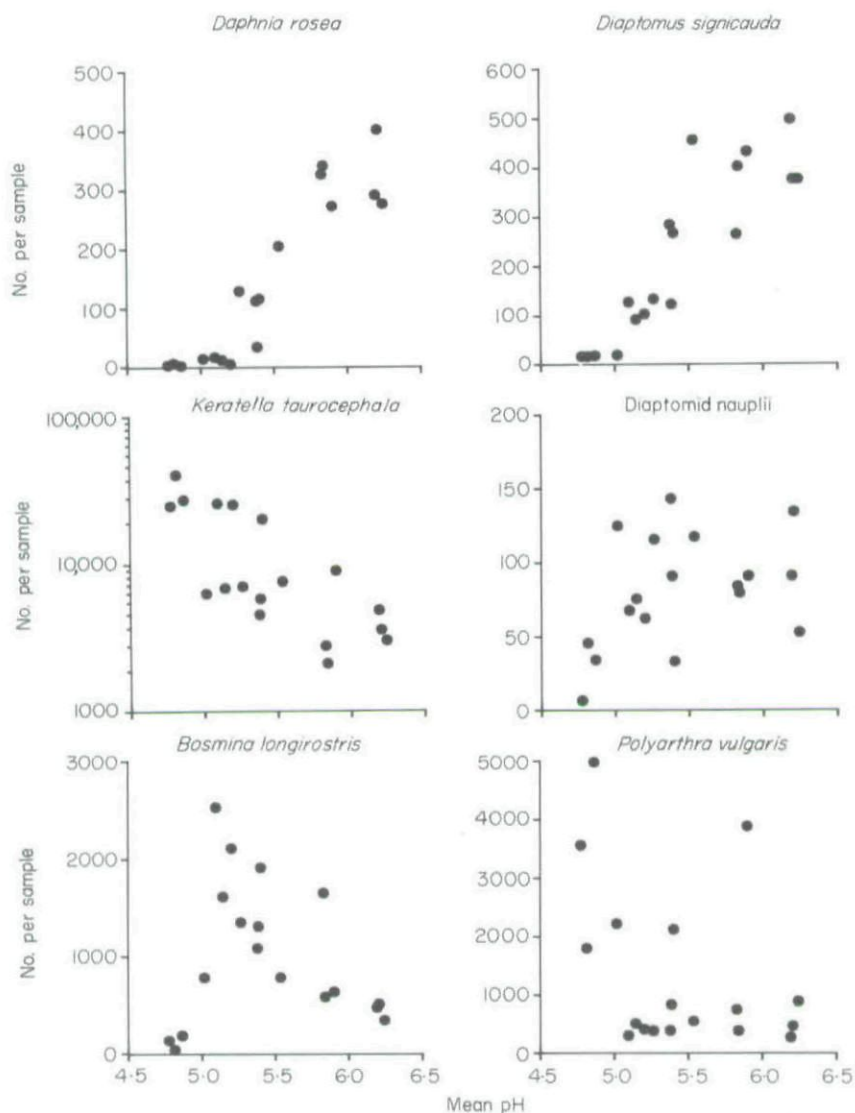 Daphnia rosea
Diaptomus signicauda
500
400
300
200
100
0
No. per sample
600
500
400
300
200
100
0
Keratella taurocephala
Diaptomid nauplii
100,000
10,000
1000
No. per sample
200
150
100
50
0
Bosmina longirostris
Polyarthra vulgaris
3000
2000
1000
0
No. per sample
5000
4000
3000
2000
1000
0
4·5 5·0 5·5 6·0 6·5
4·5 5·0 5·5 6·0 6·5
Mean pH